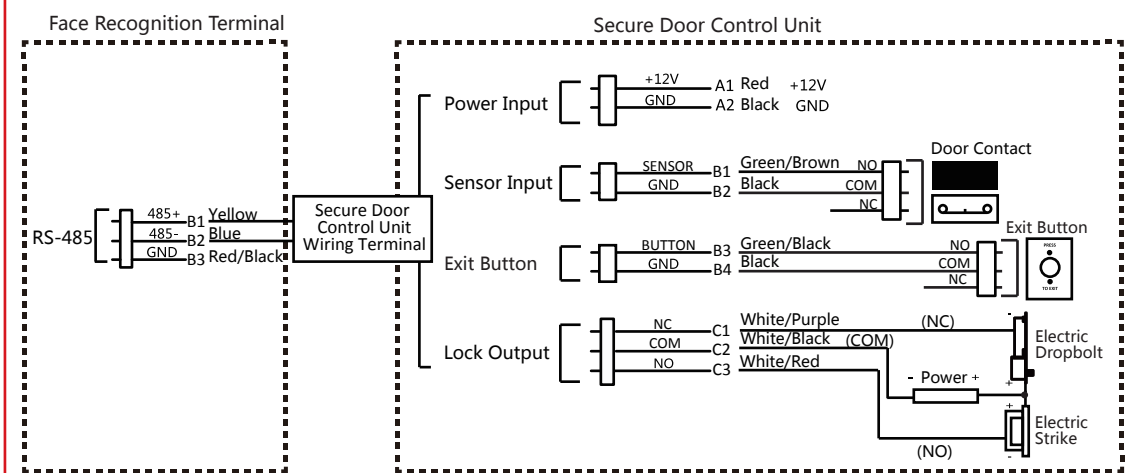 Face Recognition Terminal
Secure Door Control Unit
RS-485
485+ B1 Yellow
485- B2 Blue
GND B3 Red/Black
Secure Door
Control Unit
Wiring Terminal
Power Input
+12V A1 Red +12V
GND A2 Black GND
Sensor Input
SENSOR B1 Green/Brown NO
GND B2 Black COM
NC
Door Contact
Exit Button
BUTTON B3 Green/Black NO
GND B4 Black COM
NC
Exit Button
PRESS
TO EXIT
Lock Output
NC C1 White/Purple (NC)
COM C2 White/Black (COM)
NO C3 White/Red
- Power +
(NO)
-
Electric
Dropbolt
+
+
Electric
Strike
-